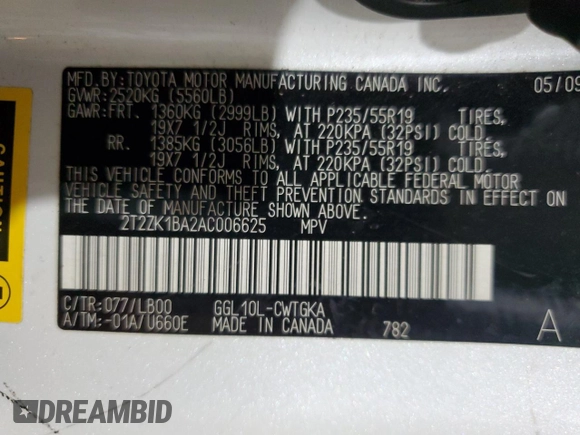 MFD.BY: TOYOTA MOTOR MANUFACTURING CANADA INC. 05/09
GVWR: 2520KG (5560LB)
GAWR: FRT. 1360KG (2999LB) WITH P235/55R19 TIRES,
19X7 1/2J RIMS, AT 220KPA (32PSI) COLD.
RR. 1385KG (3056LB) WITH P235/55R19 TIRES,
19X7 1/2J RIMS, AT 220KPA (32PSI) COLD.
THIS VEHICLE CONFORMS TO ALL APPLICABLE FEDERAL MOTOR
VEHICLE SAFETY AND THEFT PREVENTION STANDARDS IN EFFECT ON
THE DATE OF MANUFACTURE SHOWN ABOVE.
2T2ZK1BA2AC006625 MPV
C/TR: 077/LB00 GGL10L-CWTGKA
A/TM: -01A/U660E MADE IN CANADA 782 A
DREAMBID